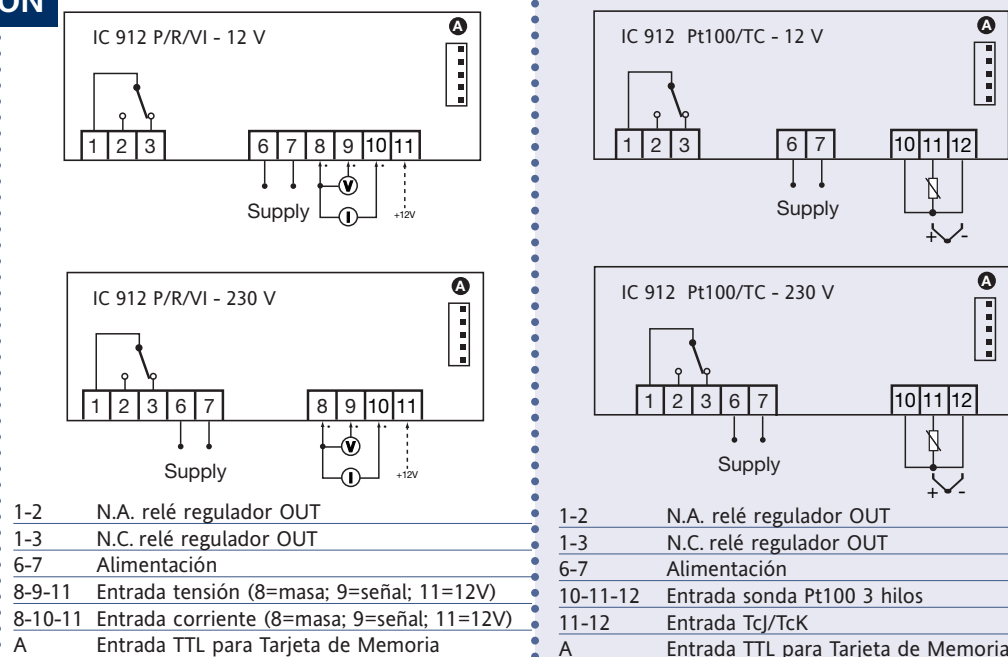 ÓN
IC 912 P/R/VI - 12 V
A
1 2 3
6 7 8 9 10 11
V
I
Supply
+12V
IC 912 P/R/VI - 230 V
A
1 2 3 6 7
8 9 10 11
V
I
Supply
+12V
1-2 N.A. relé regulador OUT
1-3 N.C. relé regulador OUT
6-7 Alimentación
8-9-11 Entrada tensión (8=masa; 9=señal; 11=12V)
8-10-11 Entrada corriente (8=masa; 9=señal; 11=12V)
A Entrada TTL para Tarjeta de Memoria
IC 912 Pt100/TC - 12 V
A
1 2 3
6 7
10 11 12
Supply
+ -
IC 912 Pt100/TC - 230 V
A
1 2 3 6 7
10 11 12
Supply
+ -
1-2 N.A. relé regulador OUT
1-3 N.C. relé regulador OUT
6-7 Alimentación
10-11-12 Entrada sonda Pt100 3 hilos
11-12 Entrada TcJ/TcK
A Entrada TTL para Tarjeta de Memoria